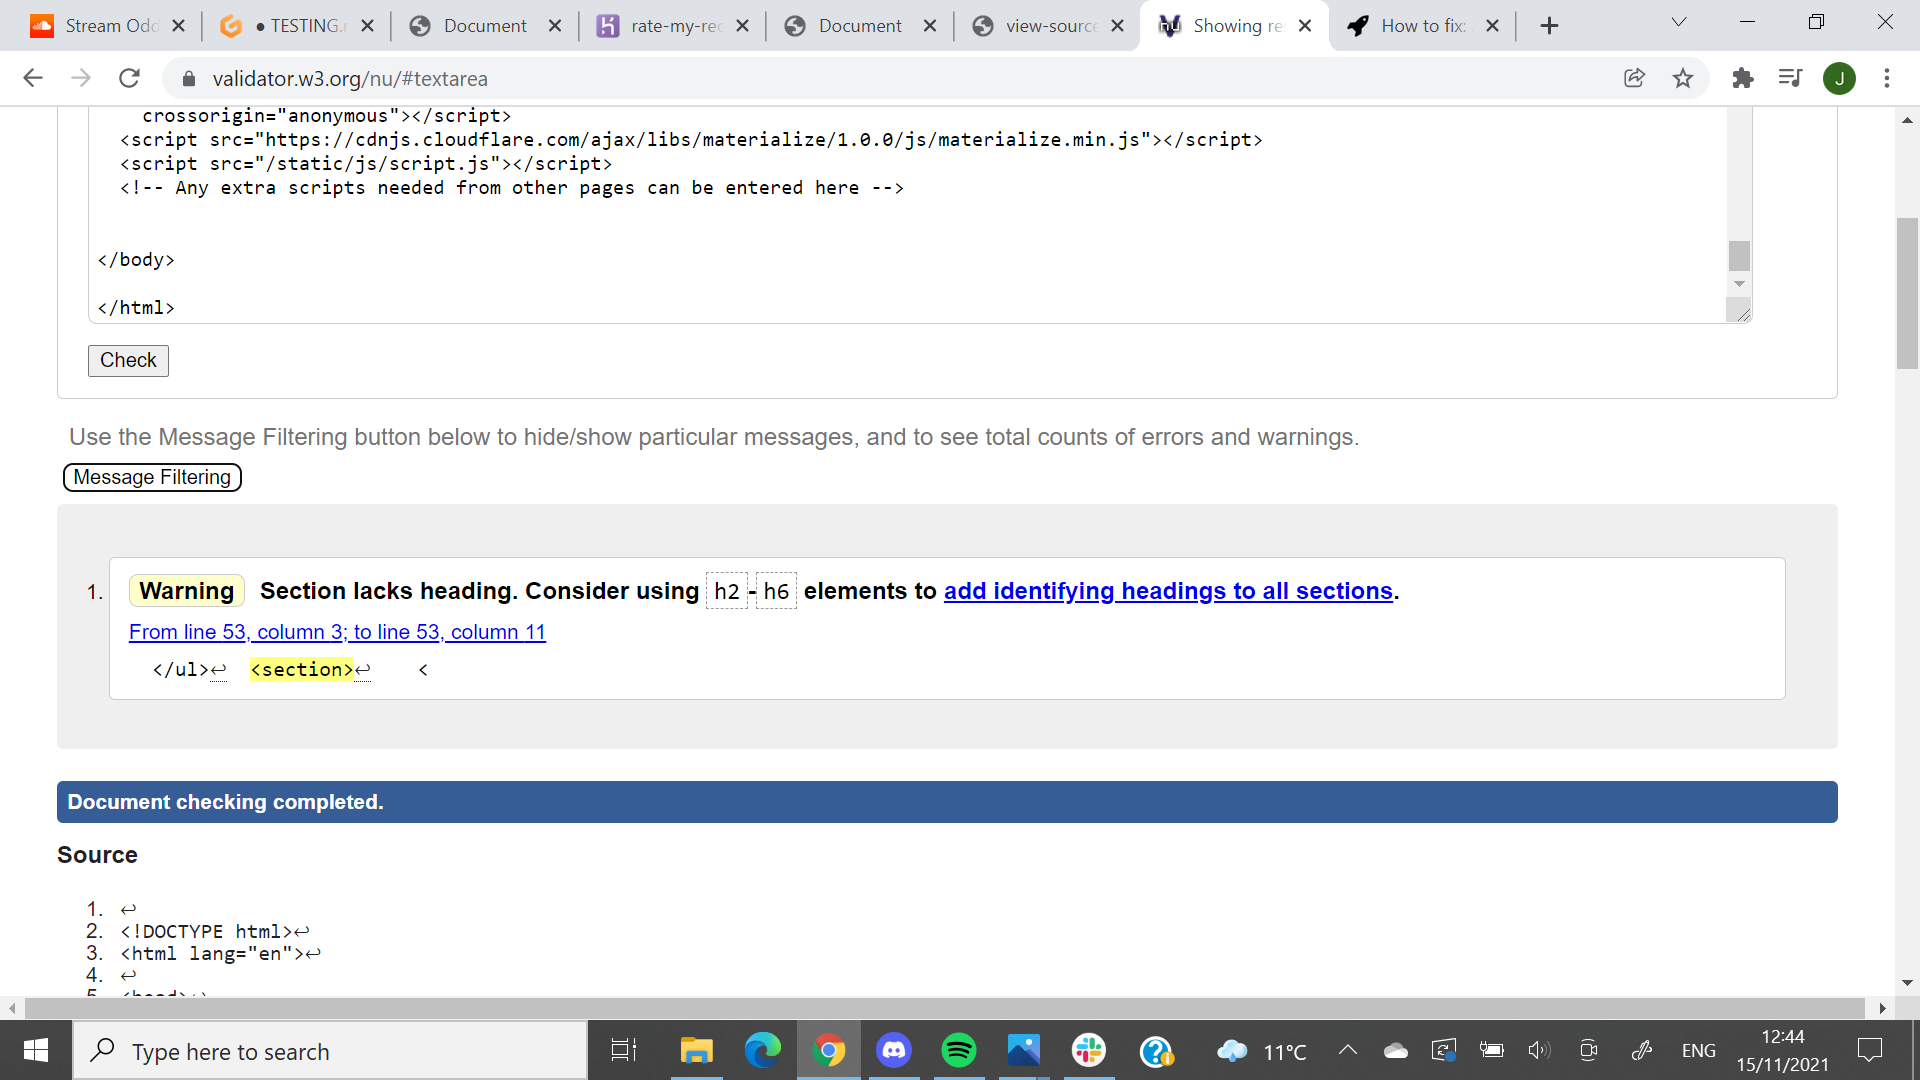 Stream Odd
● TESTING.r
Document
rate-my-rec
Document
view-source
Showing re
How to fix:
validator.w3.org/nu/#textarea
J
crossorigin="anonymous"></script>
<script src="https://cdnjs.cloudflare.com/ajax/libs/materialize/1.0.0/js/materialize.min.js"></script>
<script src="/static/js/script.js"></script>
<!-- Any extra scripts needed from other pages can be entered here -->
</body>
</html>
Check
Use the Message Filtering button below to hide/show particular messages, and to see total counts of errors and warnings.
Message Filtering
1. Warning Section lacks heading. Consider using h2-h6 elements to add identifying headings to all sections.
From line 53, column 3; to line 53, column 11
</ul>↩ <section>↩ <
Document checking completed.
Source
1. ↩
2. <!DOCTYPE html>↩
3. <html lang="en">↩
4. ↩
5. <head>↩
Type here to search
11°C
ENG
12:44
15/11/2021